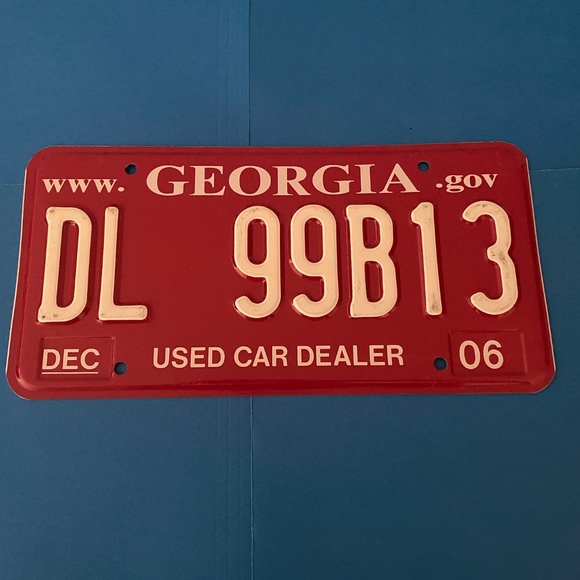 www. GEORGIA .gov
DL 99B13
DEC USED CAR DEALER 06